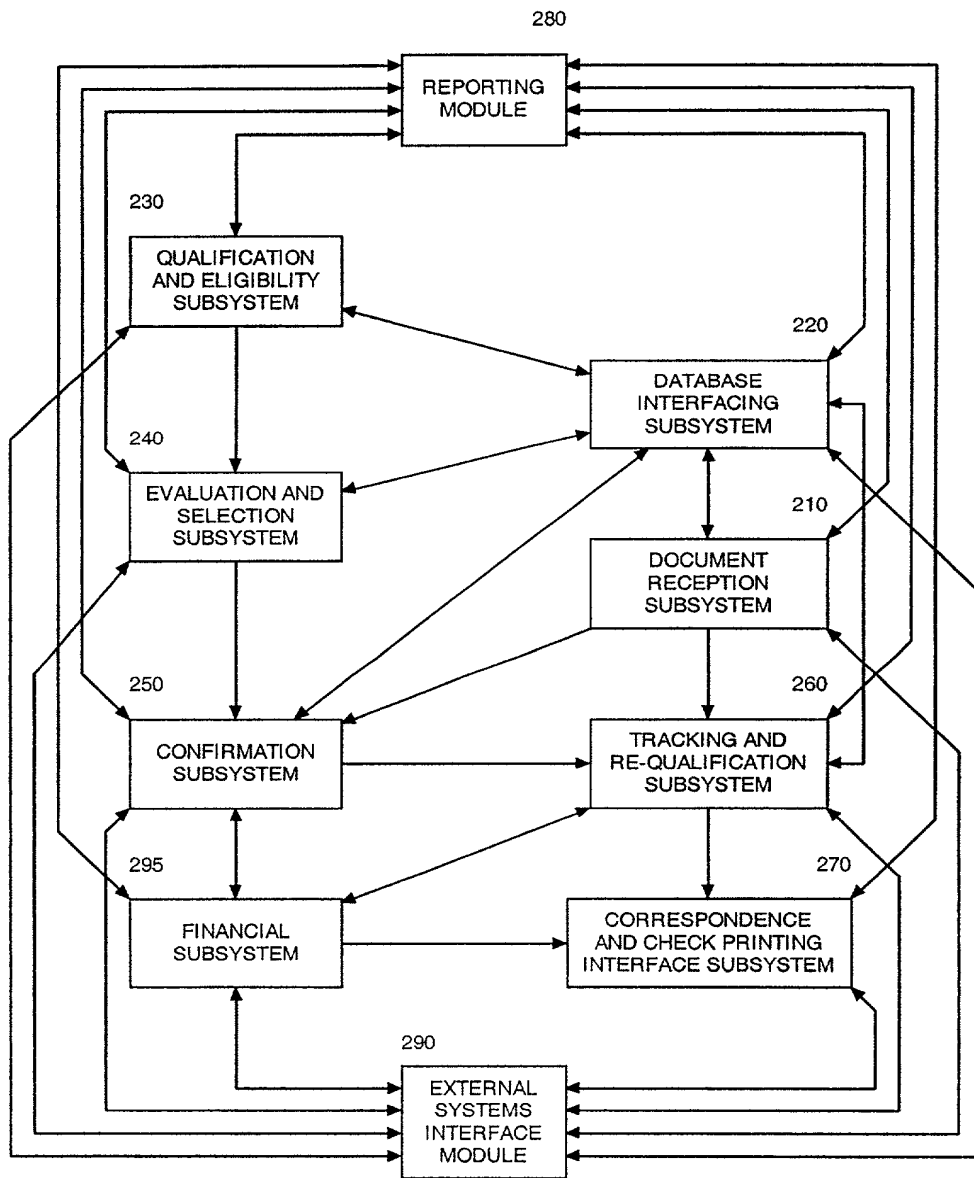 280
REPORTING
MODULE
230
QUALIFICATION
AND ELIGIBILITY
SUBSYSTEM
220
DATABASE
INTERFACING
SUBSYSTEM
240
EVALUATION AND
SELECTION
SUBSYSTEM
210
DOCUMENT
RECEPTION
SUBSYSTEM
250
CONFIRMATION
SUBSYSTEM
260
TRACKING AND
RE-QUALIFICATION
SUBSYSTEM
295
FINANCIAL
SUBSYSTEM
270
CORRESPONDENCE
AND CHECK PRINTING
INTERFACE SUBSYSTEM
290
EXTERNAL
SYSTEMS
INTERFACE
MODULE